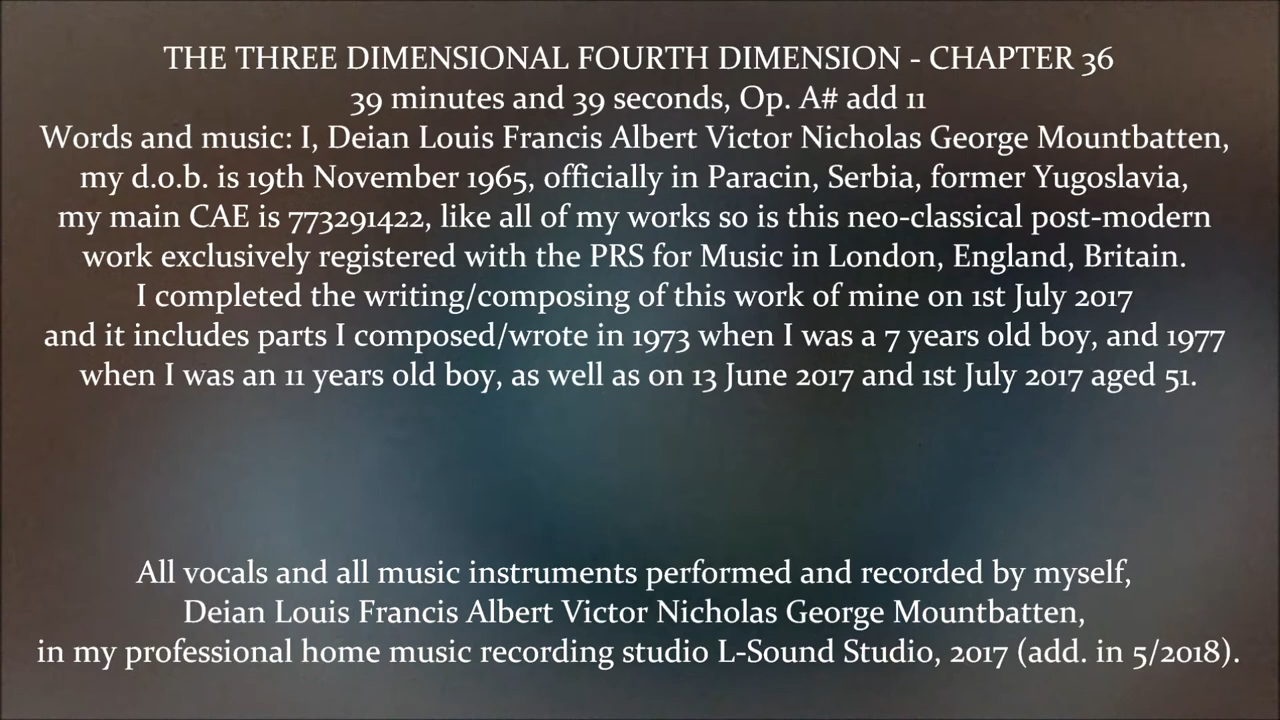 THE THREE DIMENSIONAL FOURTH DIMENSION - CHAPTER 36
39 minutes and 39 seconds, Op. A# add 11
Words and music: I, Deian Louis Francis Albert Victor Nicholas George Mountbatten,
my d.o.b. is 19th November 1965, officially in Paracin, Serbia, former Yugoslavia,
my main CAE is 773291422, like all of my works so is this neo-classical post-modern
work exclusively registered with the PRS for Music in London, England, Britain.
I completed the writing/composing of this work of mine on 1st July 2017
and it includes parts I composed/wrote in 1973 when I was a 7 years old boy, and 1977
when I was an 11 years old boy, as well as on 13 June 2017 and 1st July 2017 aged 51.
All vocals and all music instruments performed and recorded by myself,
Deian Louis Francis Albert Victor Nicholas George Mountbatten,
in my professional home music recording studio L-Sound Studio, 2017 (add. in 5/2018).